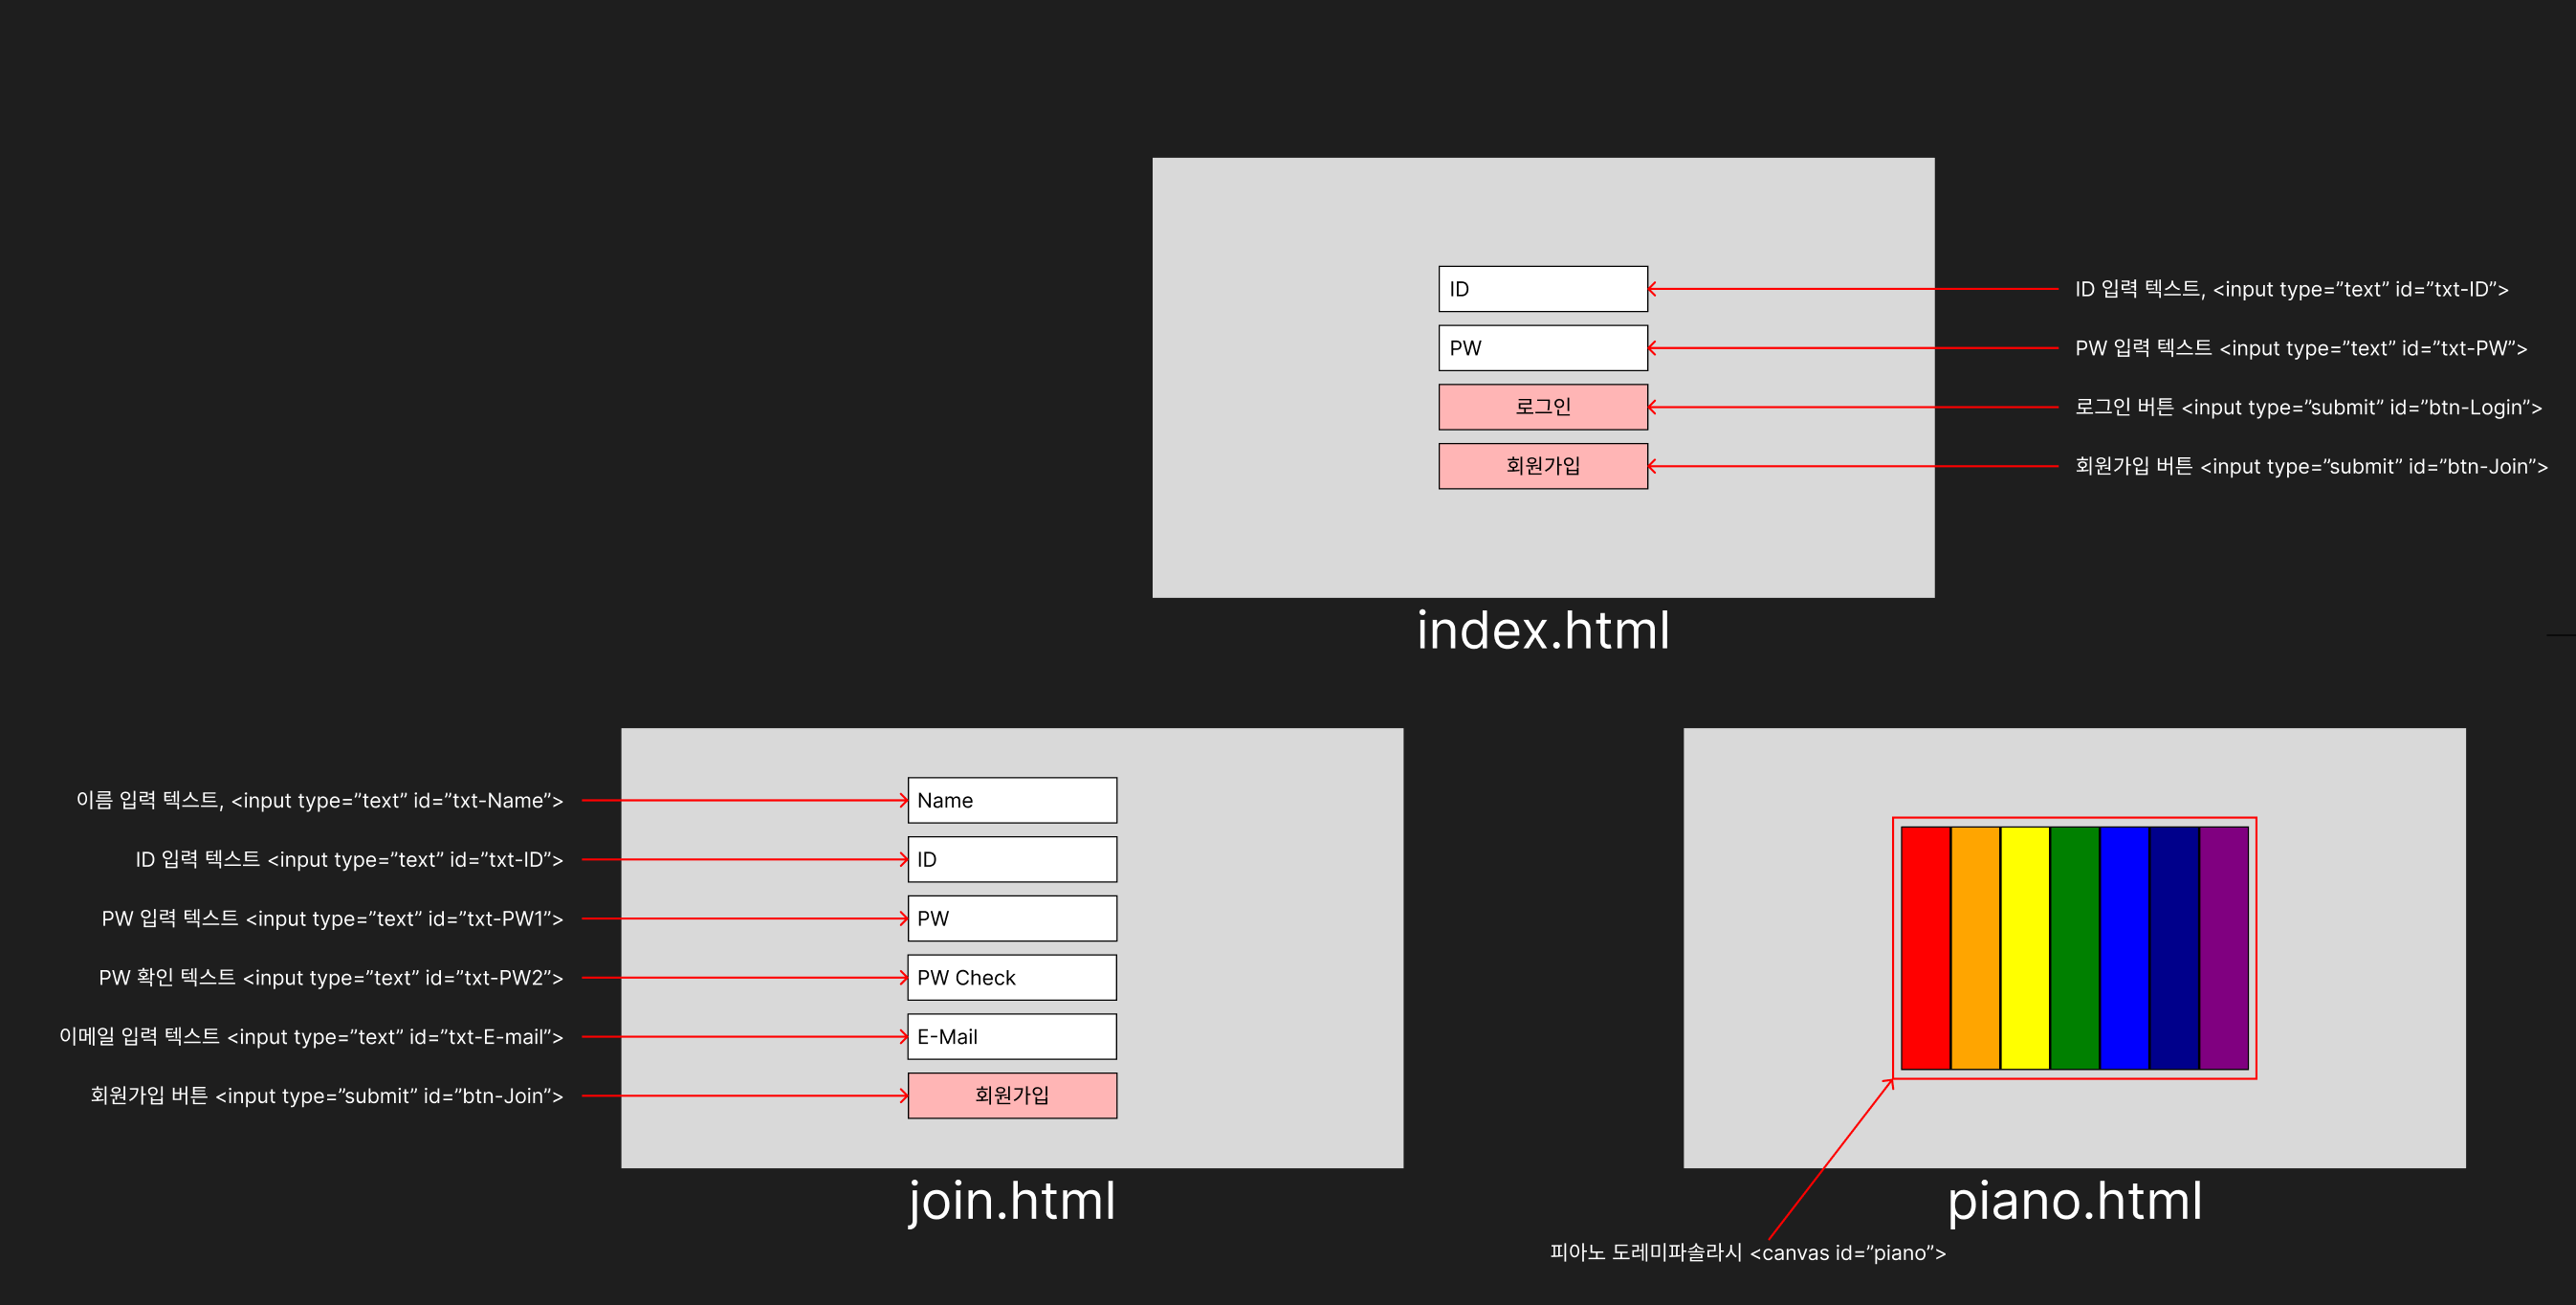 ID
ID 입력 텍스트, <input type=”text” id=”txt-ID”>
PW
PW 입력 텍스트 <input type=”text” id=”txt-PW”>
로그인
로그인 버튼 <input type=”submit” id=”btn-Login”>
회원가입
회원가입 버튼 <input type=”submit” id=”btn-Join”>
index.html
이름 입력 텍스트, <input type=”text” id=”txt-Name”>
Name
ID 입력 텍스트 <input type=”text” id=”txt-ID”>
ID
PW 입력 텍스트 <input type=”text” id=”txt-PW1”>
PW
PW 확인 텍스트 <input type=”text” id=”txt-PW2”>
PW Check
이메일 입력 텍스트 <input type=”text” id=”txt-E-mail”>
E-Mail
회원가입 버튼 <input type=”submit” id=”btn-Join”>
회원가입
join.html
piano.html
피아노 도레미파솔라시 <canvas id=”piano”>